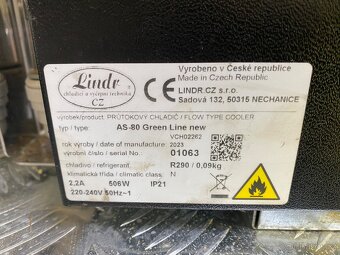 Lindr
chladící a výčepní technika
CZ
CE
Vyrobeno v České republice
Made in Czech Republic
LINDR.CZ s.r.o.
Sadová 132, 50315 NECHANICE
výrobek/product: PRŮTOKOVÝ CHLADIČ / FLOW-TYPE COOLER
typ / type: AS-80 Green Line new
VCH02262
rok výroby / date of manufacture: 2023
výrobní číslo / serial No.: 01063
chladivo / refrigerant: R290 / 0,09kg
klimatická třída / climatic class: N
2.2A 506W IP21
220-240V 50Hz~1